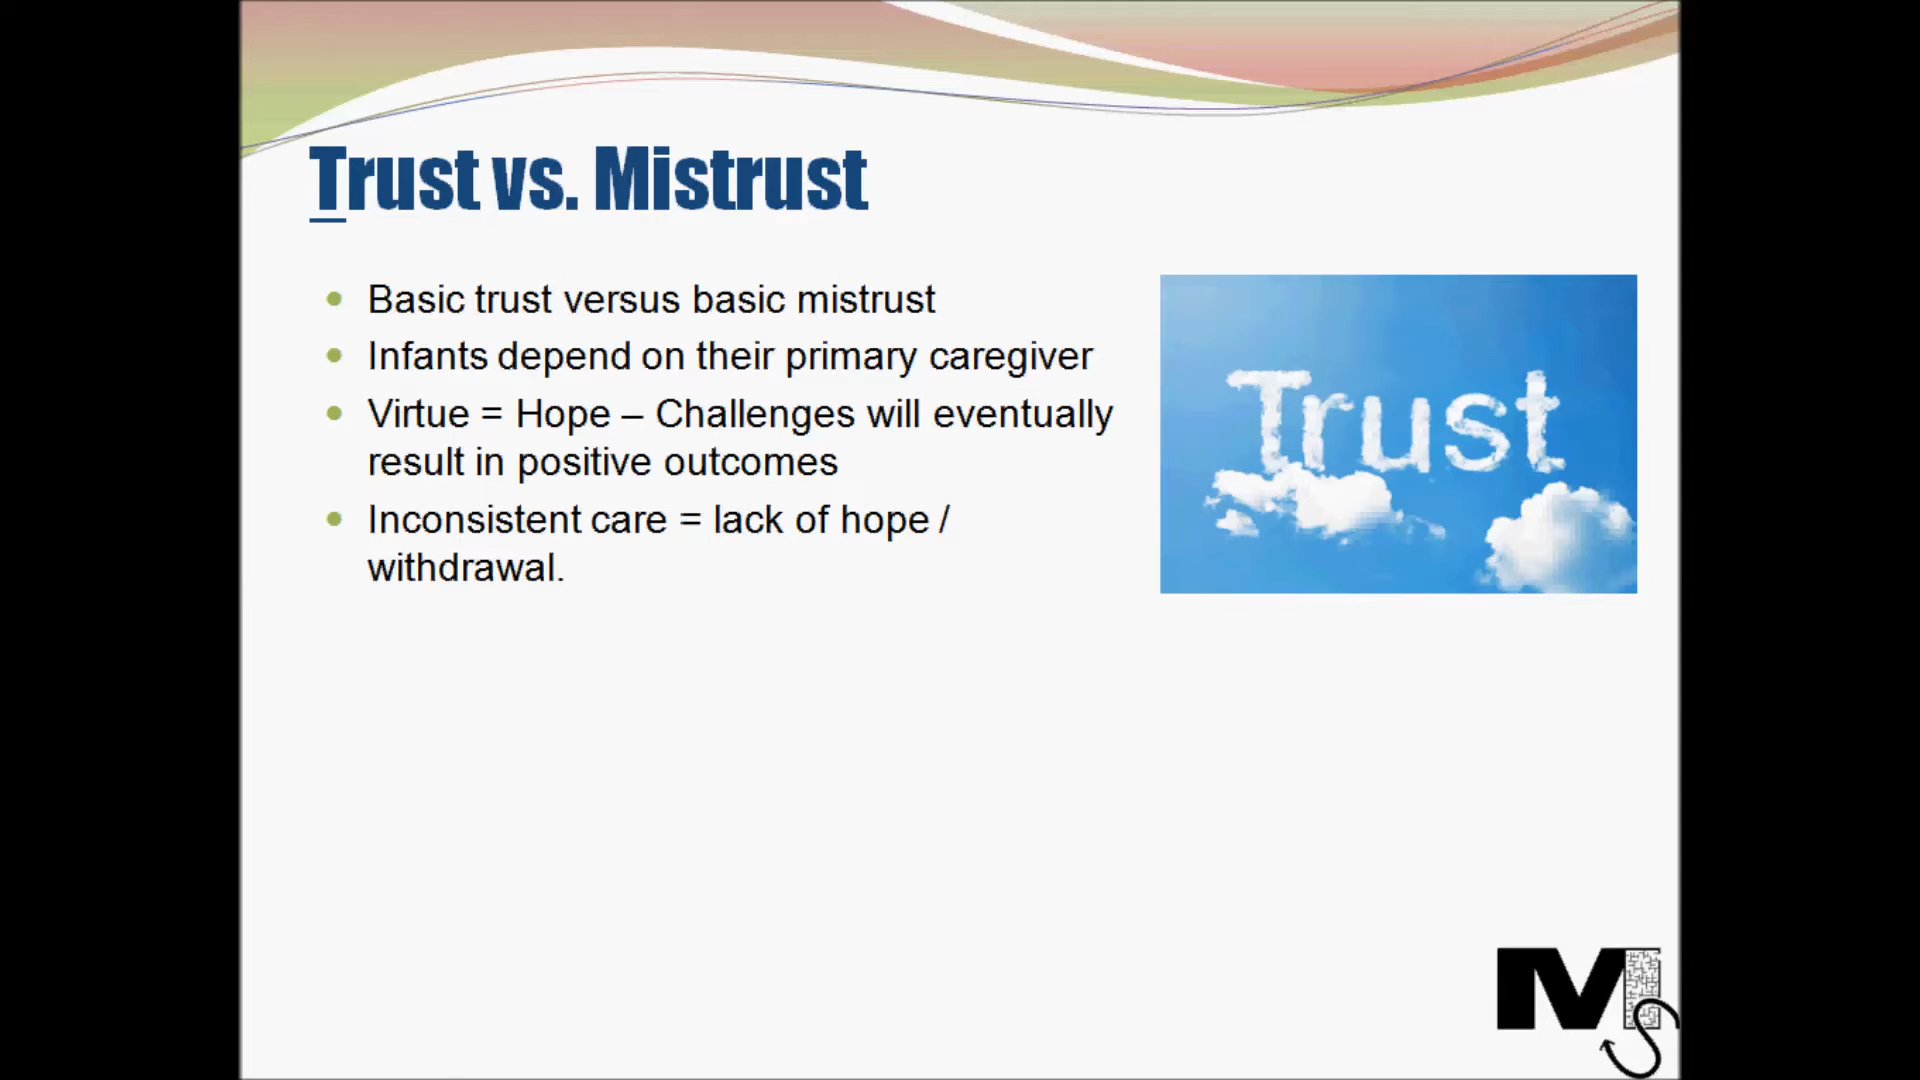 Trust vs. Mistrust
Basic trust versus basic mistrust
Infants depend on their primary caregiver
Virtue = Hope – Challenges will eventually
result in positive outcomes
Inconsistent care = lack of hope /
withdrawal.
Trust
MS